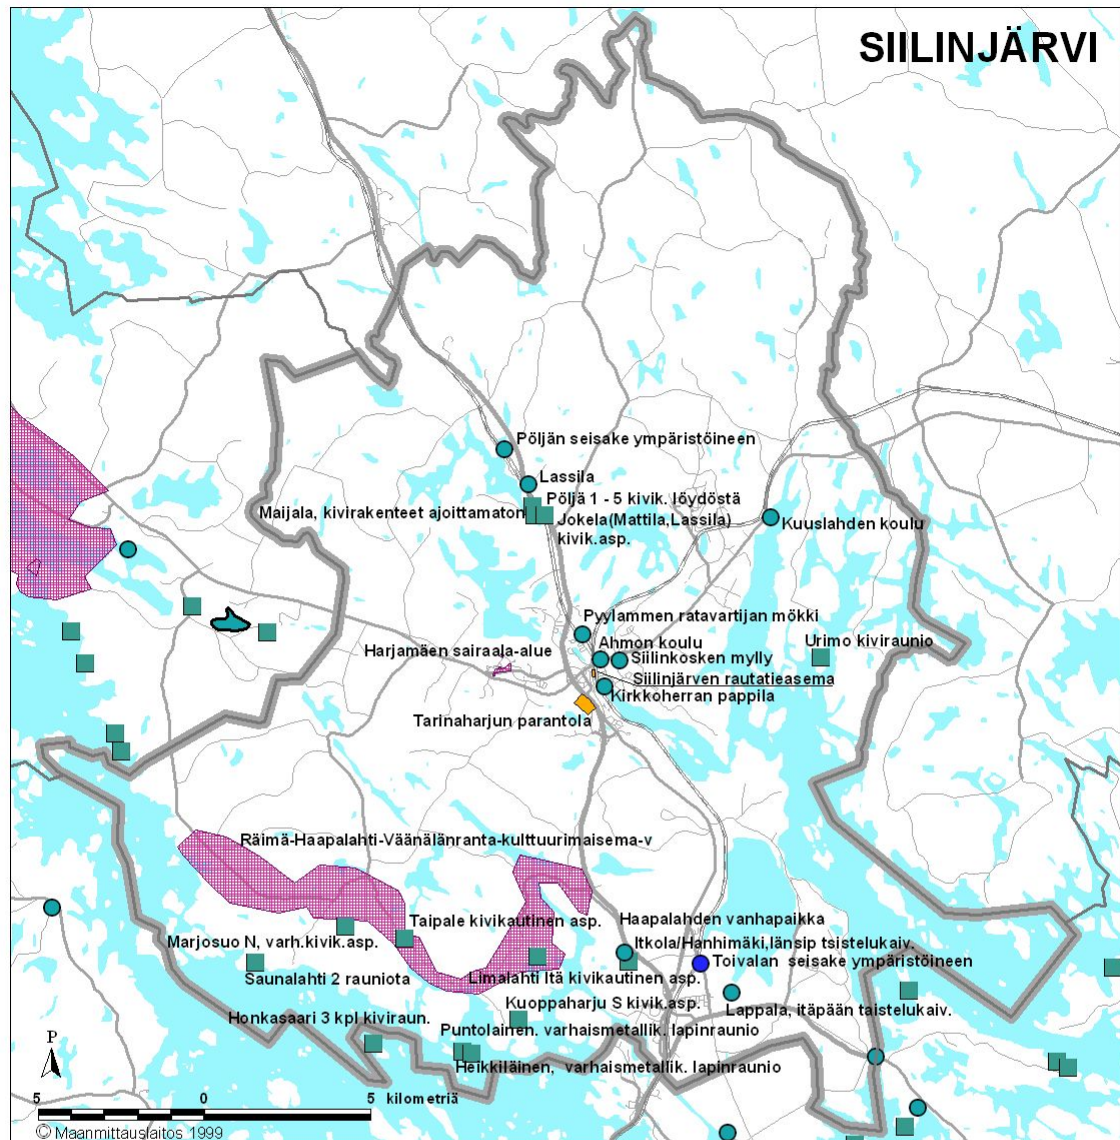 SIILINJÄRVI
Pöljän seisake ympäristöineen
Lassila
Pöljä 1 - 5 kivik. löydöstä
Maijala, kivirakenteet ajoittamaton
Jokela(Mattila,Lassila)
kivik.asp.
Kuuslahden koulu
Pyylammen ratavartijan mökki
Ahmon koulu
Urimo kiviraunio
Harjamäen sairaala-alue
Siilinkosken mylly
Siilinjärven rautatieasema
Kirkkoherran pappila
Tarinaharjun parantola
Räimä-Haapalahti-Väänälänranta-kulttuurimaisema-v
Taipale kivikautinen asp.
Haapalahden vanhapaikka
Marjosuo N, varh.kivik.asp.
Itkola/Hanhimäki,länsip tsistelukaiv.
Toivalan seisake ympäristöineen
Saunalahti 2 rauniota
Limalahti Itä kivikautinen asp.
Kuoppaharju S kivik.asp.
Lappala, itäpään taistelukaiv.
Honkasaari 3 kpl kiviraun.
Puntolainen. varhaismetallik. lapinraunio
Heikkiläinen, varhaismetallik. lapinraunio
P
5 0 5 kilometriä
© Maanmittauslaitos 1999